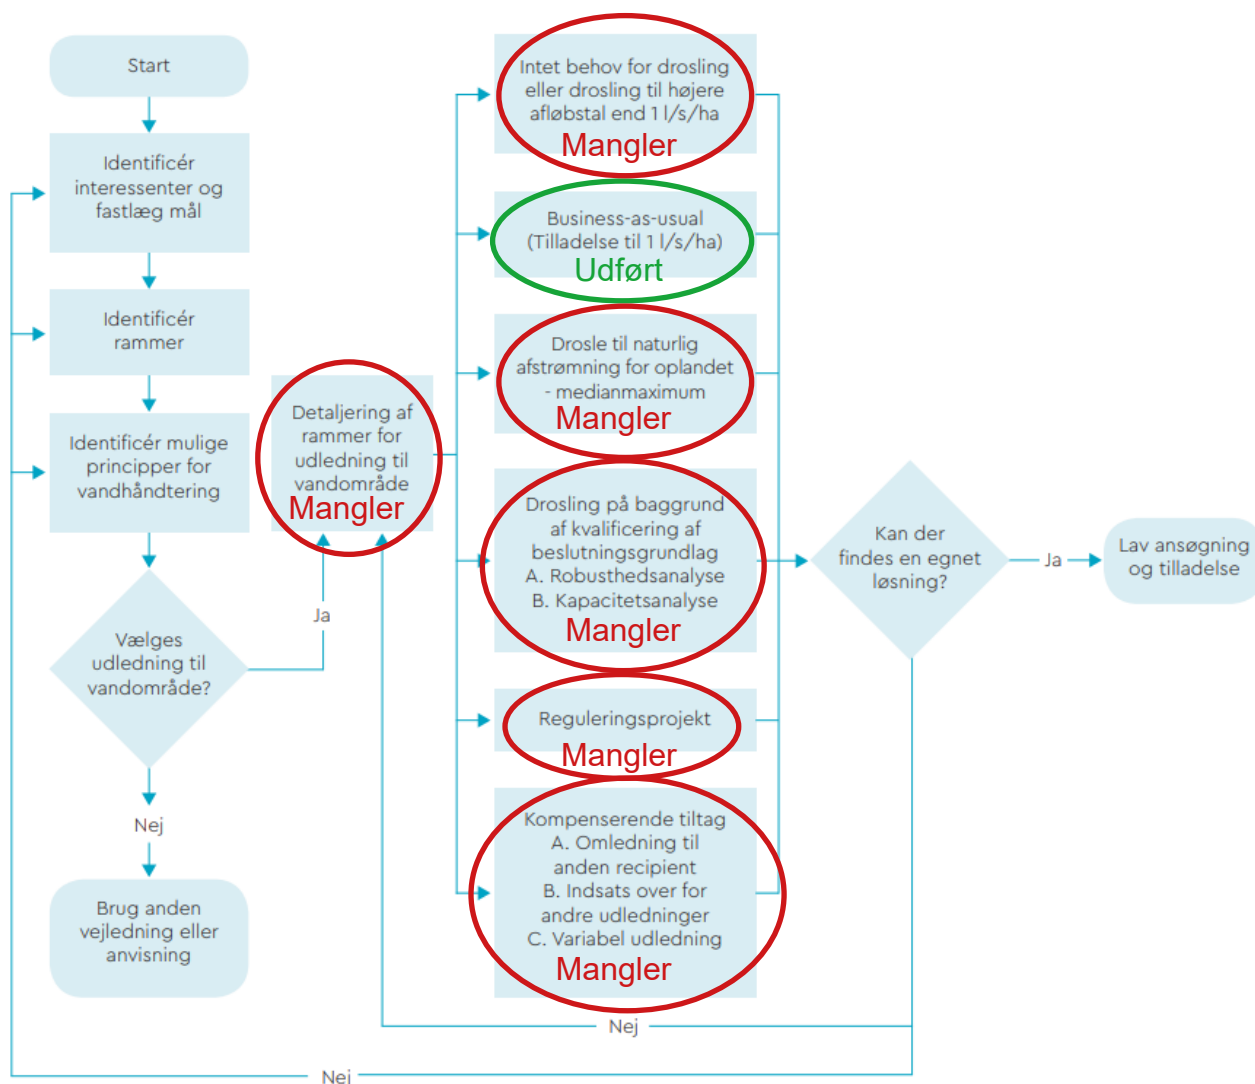 Start
Identificér
interessenter og
fastlæg mål
Identificér
rammer
Identificér mulige
principper for
vandhåndtering
Vælges
udledning til
vandområde?
Ja
Nej
Brug anden
vejledning eller
anvisning
Detaljering af
rammer for
udledning til
vandområde
Mangler
Intet behov for drosling
eller drosling til højere
afløbstal end 1 l/s/ha
Mangler
Business-as-usual
(Tilladelse til 1 l/s/ha)
Udført
Drosle til naturlig
afstrømning for oplandet
- medianmaximum
Mangler
Drosling på baggrund
af kvalificering af
beslutningsgrundlag
A. Robusthedsanalyse
B. Kapacitetsanalyse
Mangler
Reguleringsprojekt
Mangler
Kompenserende tiltag
A. Omledning til
anden recipient
B. Indsats over for
andre udledninger
C. Variabel udledning
Mangler
Kan der
findes en egnet
løsning?
Ja
Lav ansøgning
og tilladelse
Nej
Nej